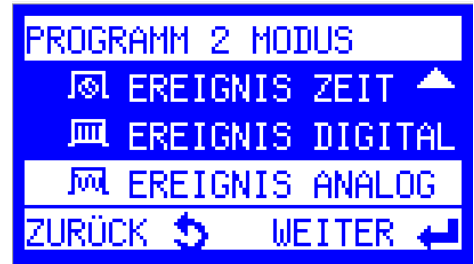 PROGRAMM 2 MODUS
EREIGNIS ZEIT
EREIGNIS DIGITAL
EREIGNIS ANALOG
ZURÜCK WEITER